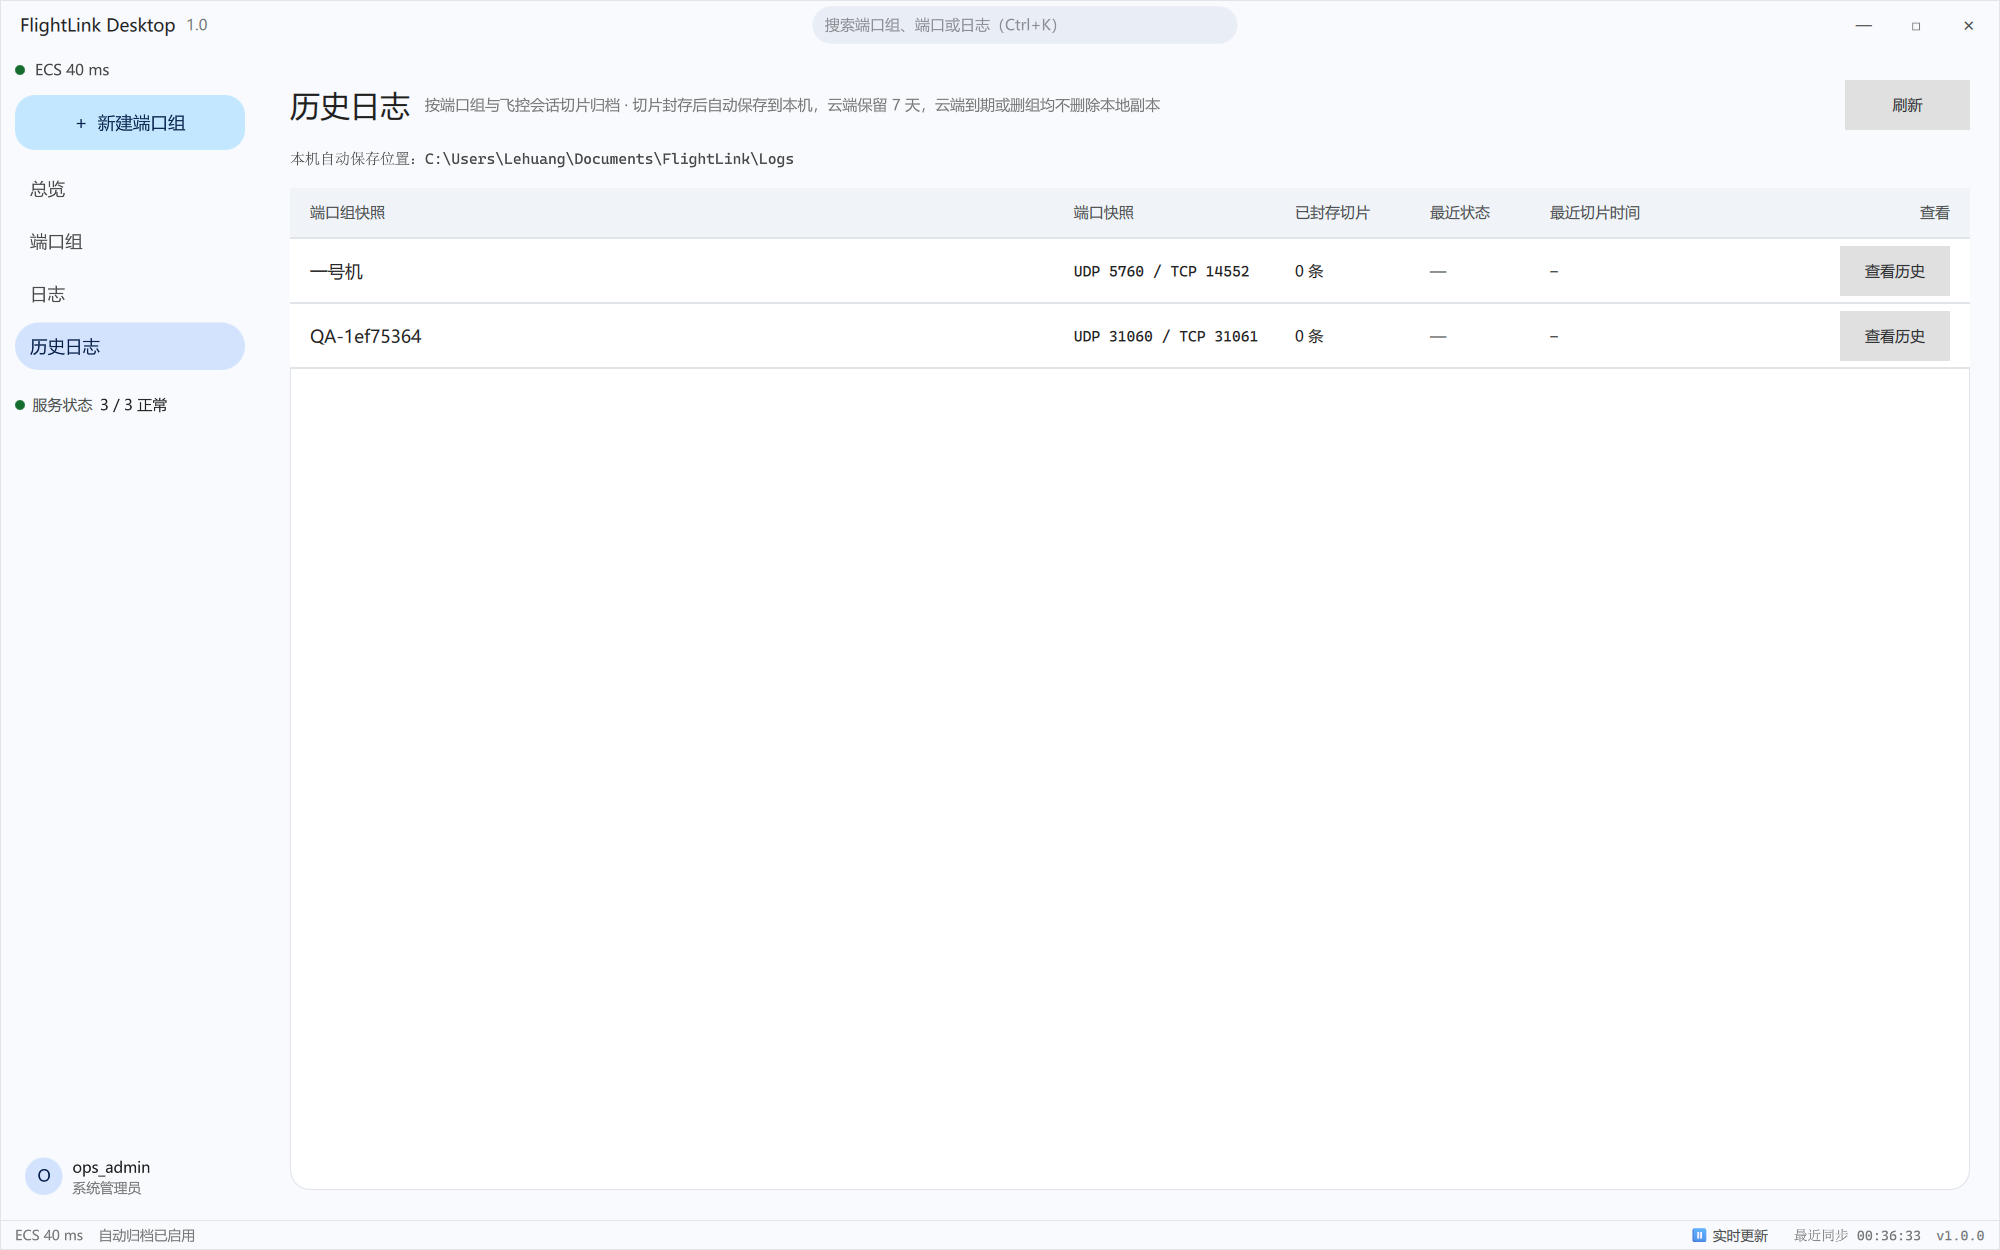 FlightLink Desktop 1.0
搜索端口组、端口或日志（Ctrl+K）
ECS 40 ms
+ 新建端口组
总览
端口组
日志
历史日志
服务状态 3 / 3 正常
历史日志 按端口组与飞控会话切片归档 · 切片封存后自动保存到本机，云端保留 7 天，云端到期或删组均不删除本地副本
刷新
本机自动保存位置：C:\Users\Lehuang\Documents\FlightLink\Logs
端口组快照 端口快照 已封存切片 最近状态 最近切片时间 查看
一号机 UDP 5760 / TCP 14552 0 条 — – 查看历史
QA-1ef75364 UDP 31060 / TCP 31061 0 条 — – 查看历史
O
ops_admin
系统管理员
ECS 40 ms 自动归档已启用
实时更新 最近同步 00:36:33 v1.0.0